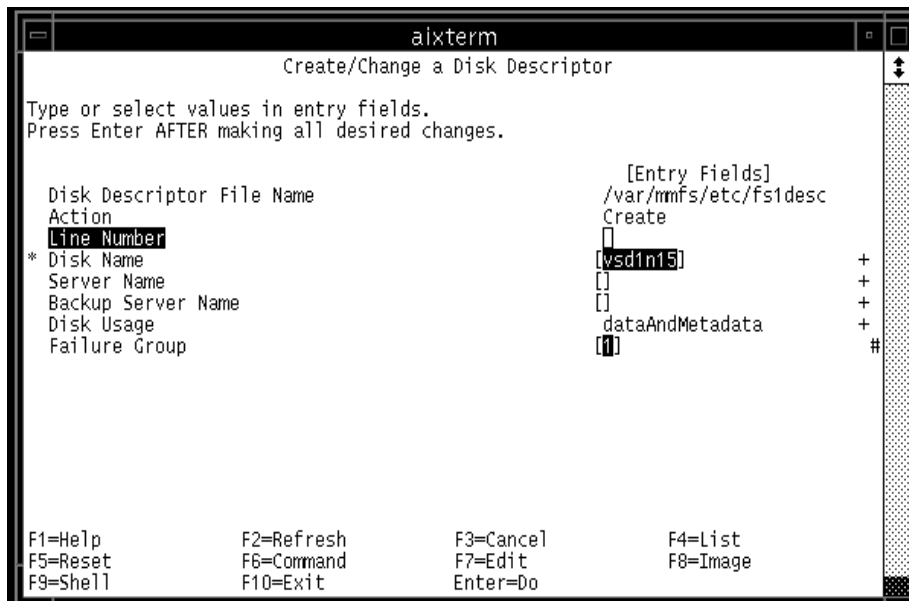 aixterm
Create/Change a Disk Descriptor
Type or select values in entry fields.
Press Enter AFTER making all desired changes.
[Entry Fields]
Disk Descriptor File Name /var/mmfs/etc/fs1desc
Action Create
Line Number
* Disk Name [vsd1n15] +
Server Name [] +
Backup Server Name [] +
Disk Usage dataAndMetadata +
Failure Group [1] #
F1=Help F2=Refresh F3=Cancel F4=List
F5=Reset F6=Command F7=Edit F8=Image
F9=Shell F10=Exit Enter=Do